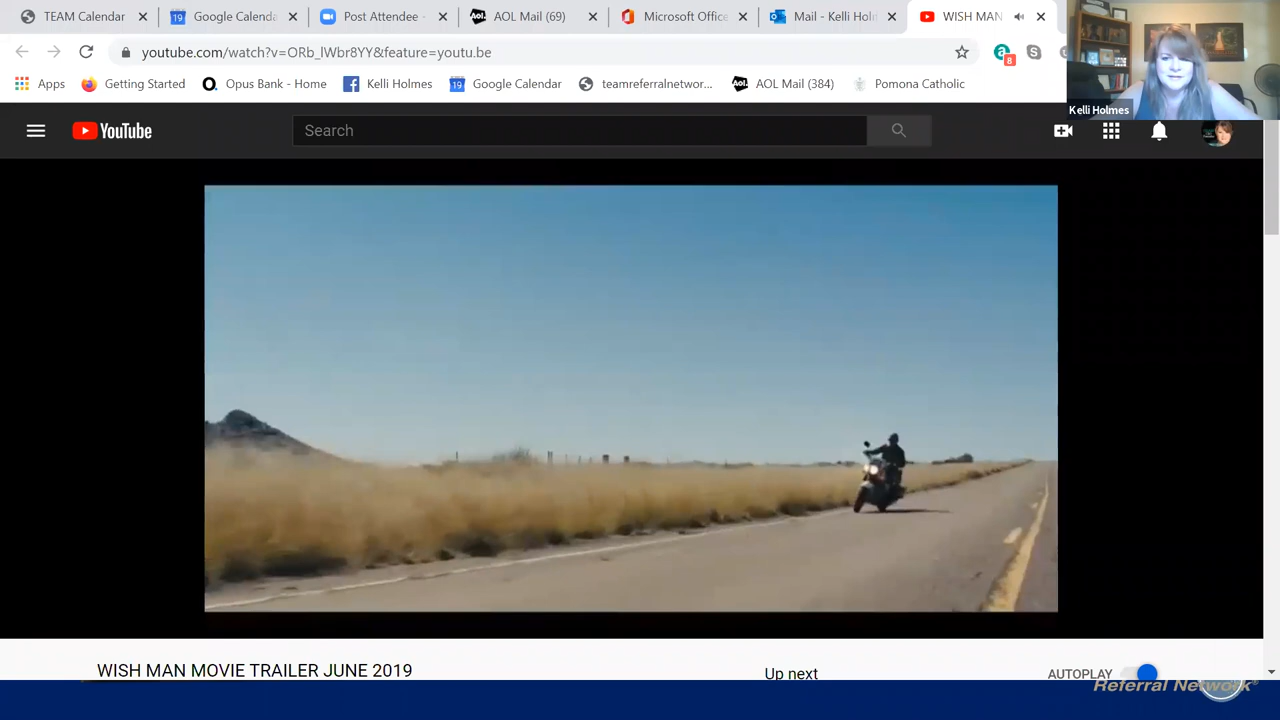 TEAM Calendar
Google Calenda
Post Attendee -
AOL Mail (69)
Microsoft Office
Mail - Kelli Holm
WISH MAN
youtube.com/watch?v=ORb_lWbr8YY&feature=youtu.be
8
Apps
Getting Started
Opus Bank - Home
Kelli Holmes
Google Calendar
teamreferralnetwor...
AOL Mail (384)
Pomona Catholic
Kelli Holmes
YouTube
Search
WISH MAN MOVIE TRAILER JUNE 2019
Up next
AUTOPLAY
Referral Network®